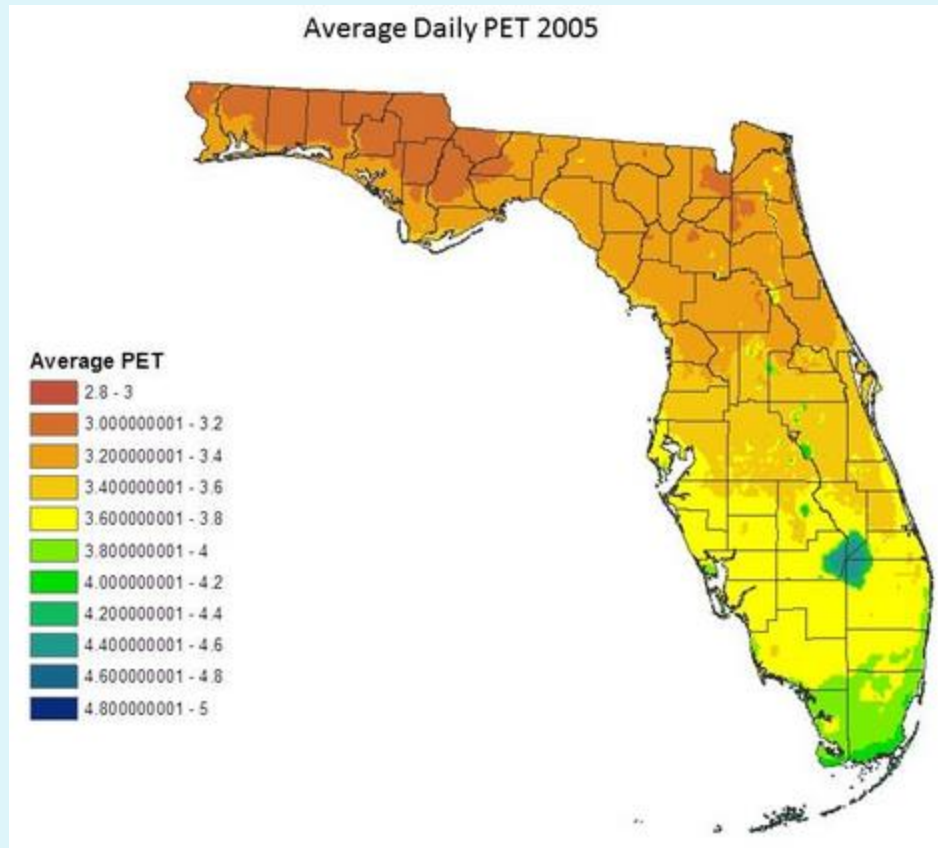 Average Daily PET 2005
Average PET
2.8 - 3
3.000000001 - 3.2
3.200000001 - 3.4
3.400000001 - 3.6
3.600000001 - 3.8
3.800000001 - 4
4.000000001 - 4.2
4.200000001 - 4.4
4.400000001 - 4.6
4.600000001 - 4.8
4.800000001 - 5